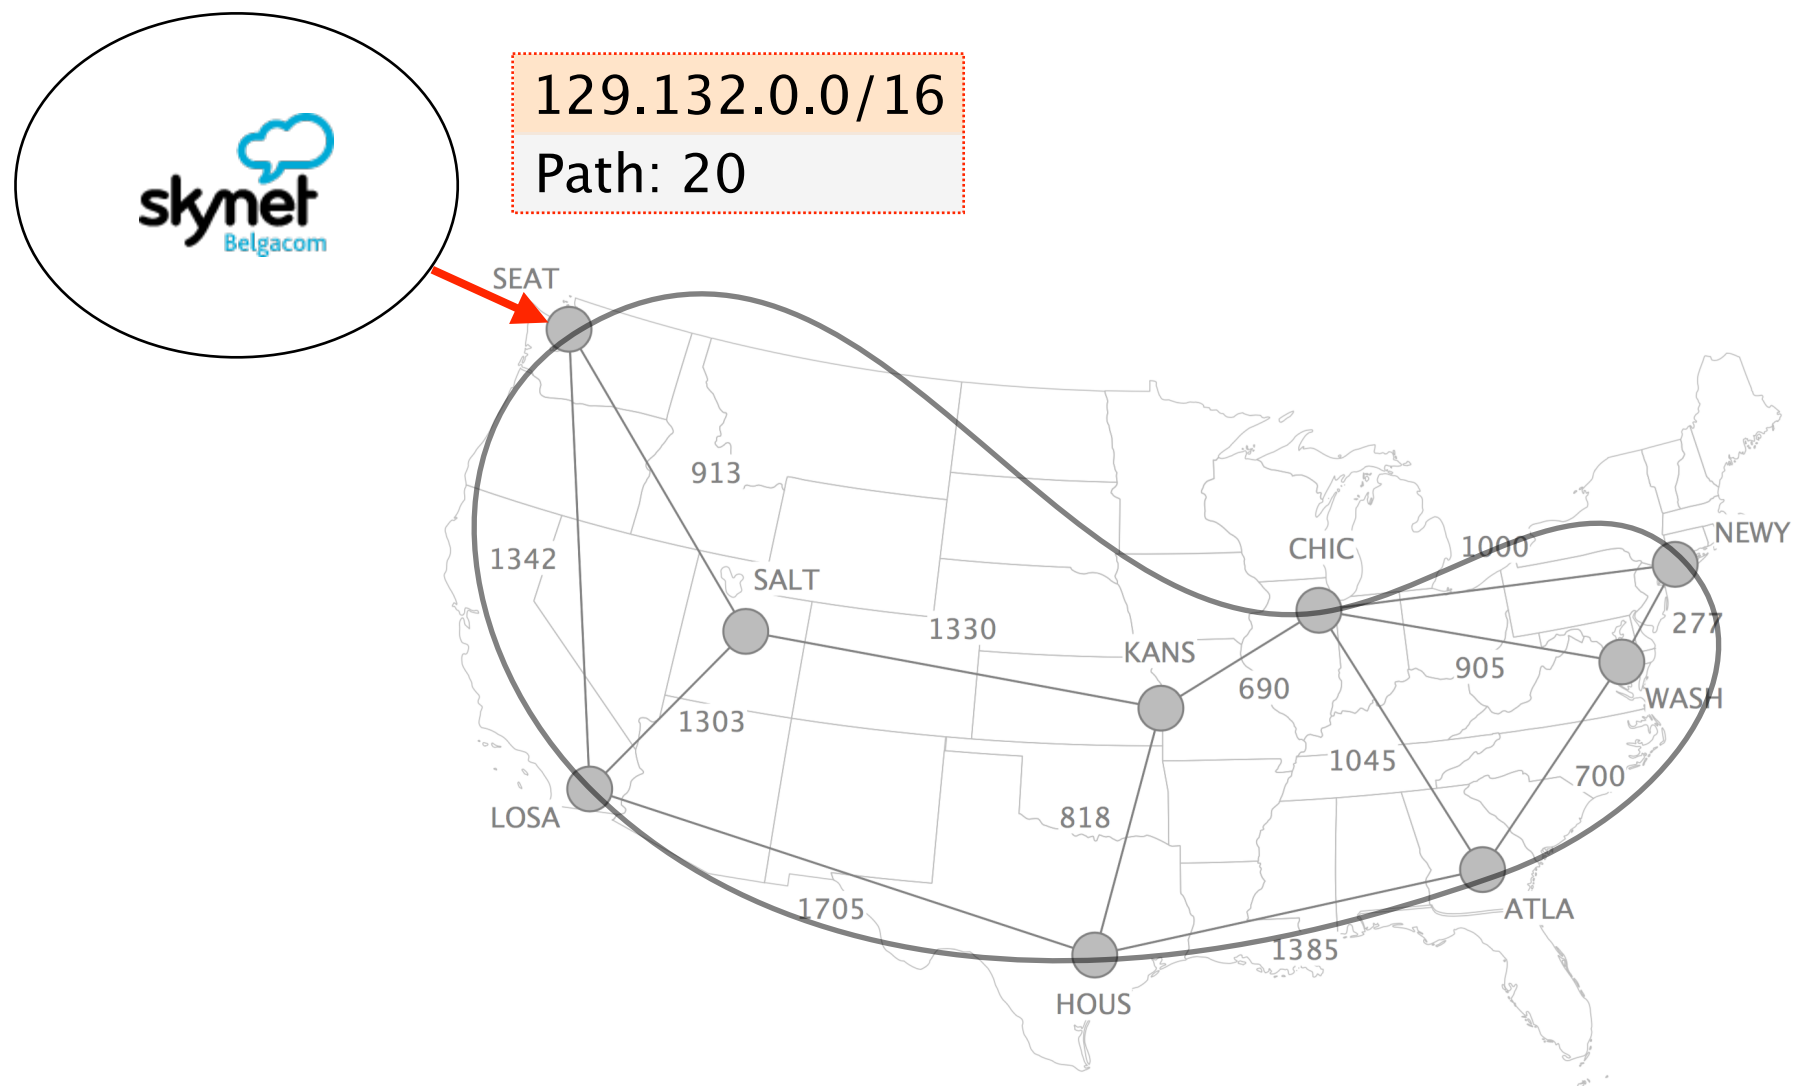 129.132.0.0/16
Path: 20
skynet
Belgacom
SEAT
913
1342
SALT
1330
1303
LOSA
KANS
CHIC
1000
NEWY
277
690
905
WASH
1045
700
818
1705
1385
ATLA
HOUS